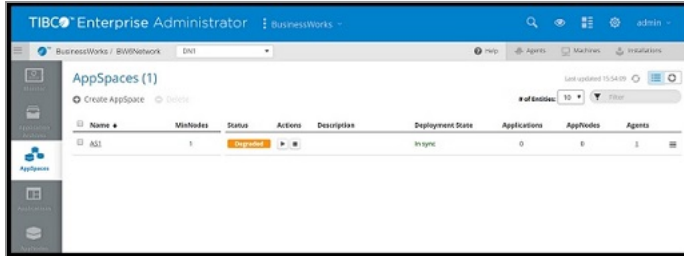 TIBCO Enterprise Administrator BusinessWorks admin
BusinessWorks / BW6Network DN1 Help Agents Machines Installations
AppSpaces (1) Last updated 15:54:09
Create AppSpace Delete # of Entities: 10 Filter
Name MinNodes Status Actions Description Deployment State Applications AppNodes Agents
AS1 1 Degraded In sync 0 0 1
AppSpaces
Applications
AppNodes